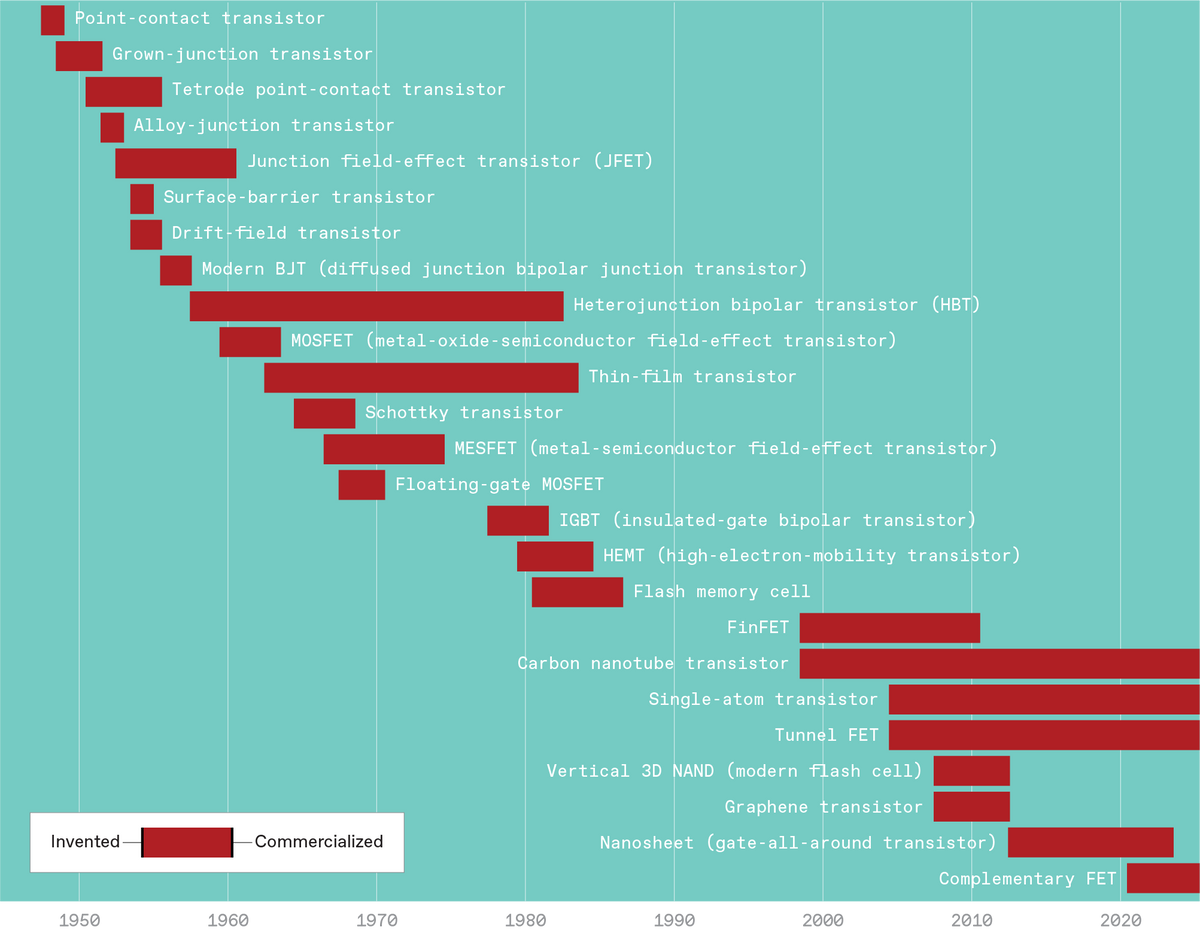 Point-contact transistor
Grown-junction transistor
Tetrode point-contact transistor
Alloy-junction transistor
Junction field-effect transistor (JFET)
Surface-barrier transistor
Drift-field transistor
Modern BJT (diffused junction bipolar junction transistor)
Heterojunction bipolar transistor (HBT)
MOSFET (metal-oxide-semiconductor field-effect transistor)
Thin-film transistor
Schottky transistor
MESFET (metal-semiconductor field-effect transistor)
Floating-gate MOSFET
IGBT (insulated-gate bipolar transistor)
HEMT (high-electron-mobility transistor)
Flash memory cell
FinFET
Carbon nanotube transistor
Single-atom transistor
Tunnel FET
Vertical 3D NAND (modern flash cell)
Graphene transistor
Nanosheet (gate-all-around transistor)
Complementary FET
Invented Commercialized
1950 1960 1970 1980 1990 2000 2010 2020